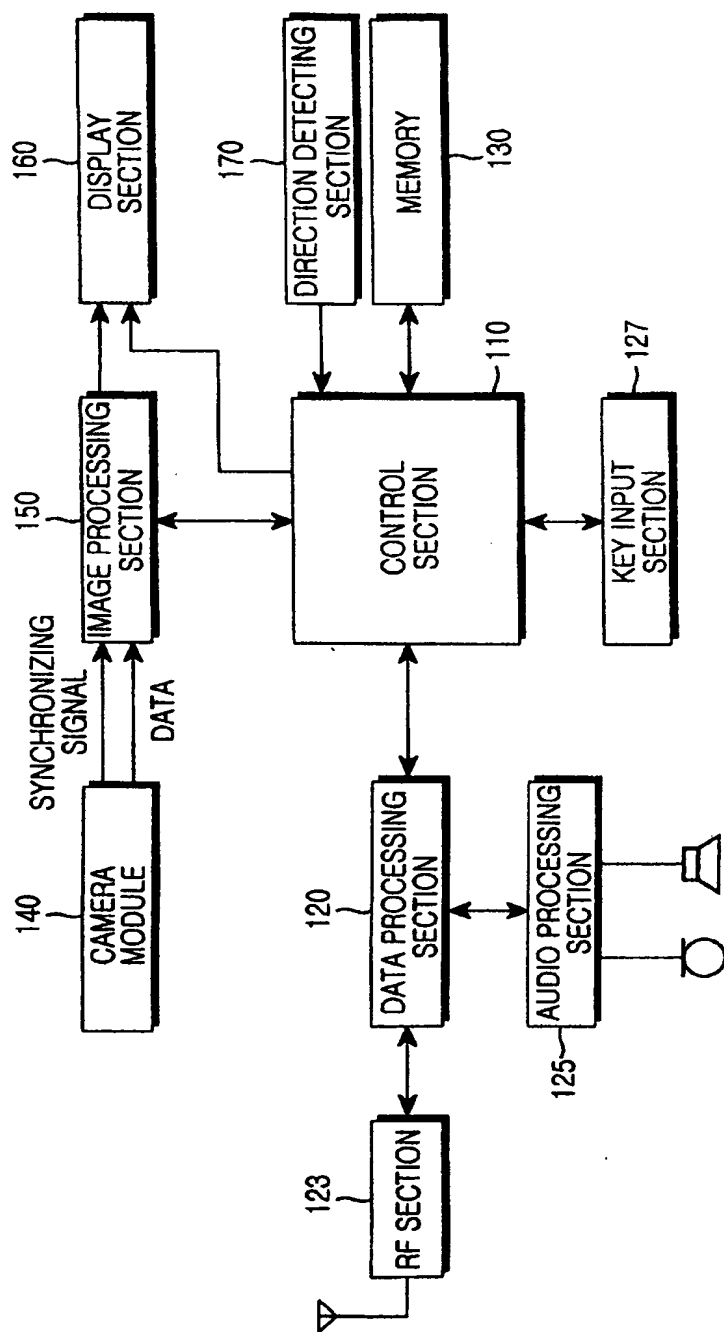 140
CAMERA
MODULE
SYNCHRONIZING
SIGNAL
DATA
150
IMAGE PROCESSING
SECTION
160
DISPLAY
SECTION
170
DIRECTION DETECTING
SECTION
MEMORY
130
110
CONTROL
SECTION
127
KEY INPUT
SECTION
123
RF SECTION
120
DATA PROCESSING
SECTION
AUDIO PROCESSING
SECTION
125